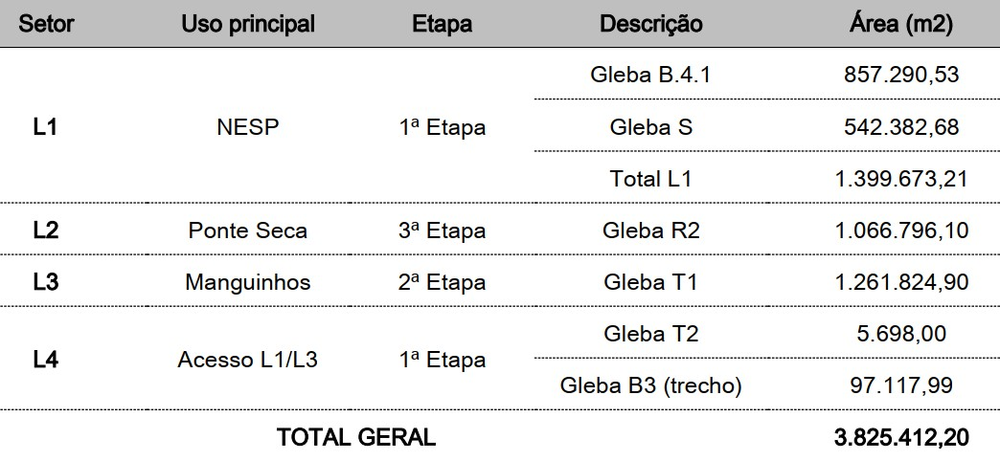 Setor Uso principal Etapa Descrição Área (m2)
Gleba B.4.1 857.290,53
L1 NESP 1ª Etapa Gleba S 542.382,68
Total L1 1.399.673,21
L2 Ponte Seca 3ª Etapa Gleba R2 1.066.796,10
L3 Manguinhos 2ª Etapa Gleba T1 1.261.824,90
Gleba T2 5.698,00
L4 Acesso L1/L3 1ª Etapa
Gleba B3 (trecho) 97.117,99
TOTAL GERAL 3.825.412,20